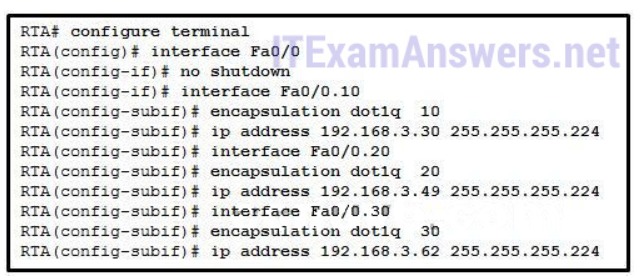 RTA# configure terminal
ITExamAnswers.net
RTA(config)# interface Fa0/0
RTA(config-if)# no shutdown
RTA(config-if)# interface Fa0/0.10
RTA(config-subif)# encapsulation dot1q 10
RTA(config-subif)# ip address 192.168.3.30 255.255.255.224
RTA(config-subif)# interface Fa0/0.20
RTA(config-subif)# encapsulation dot1q 20
RTA(config-subif)# ip address 192.168.3.49 255.255.255.224
RTA(config-subif)# interface Fa0/0.30
RTA(config-subif)# encapsulation dot1q 30
RTA(config-subif)# ip address 192.168.3.62 255.255.255.224